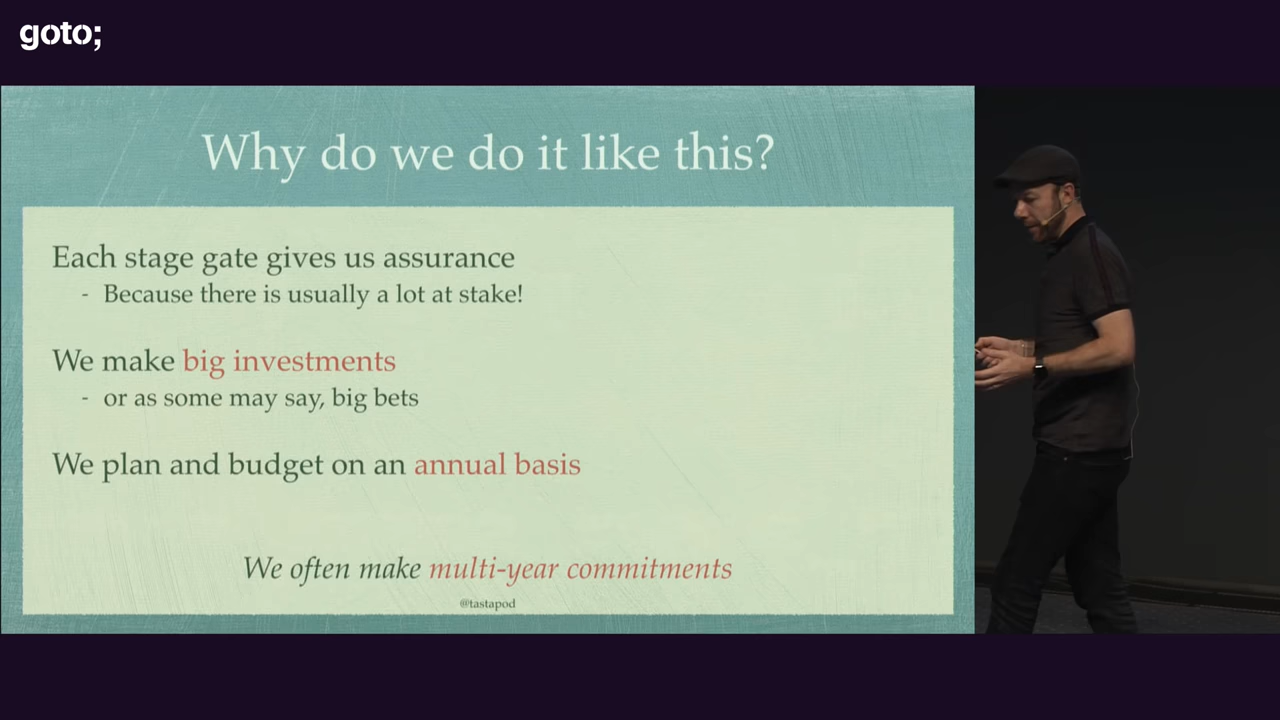 goto;
Why do we do it like this?
Each stage gate gives us assurance
- Because there is usually a lot at stake!
We make big investments
- or as some may say, big bets
We plan and budget on an annual basis
We often make multi-year commitments
@tastapod